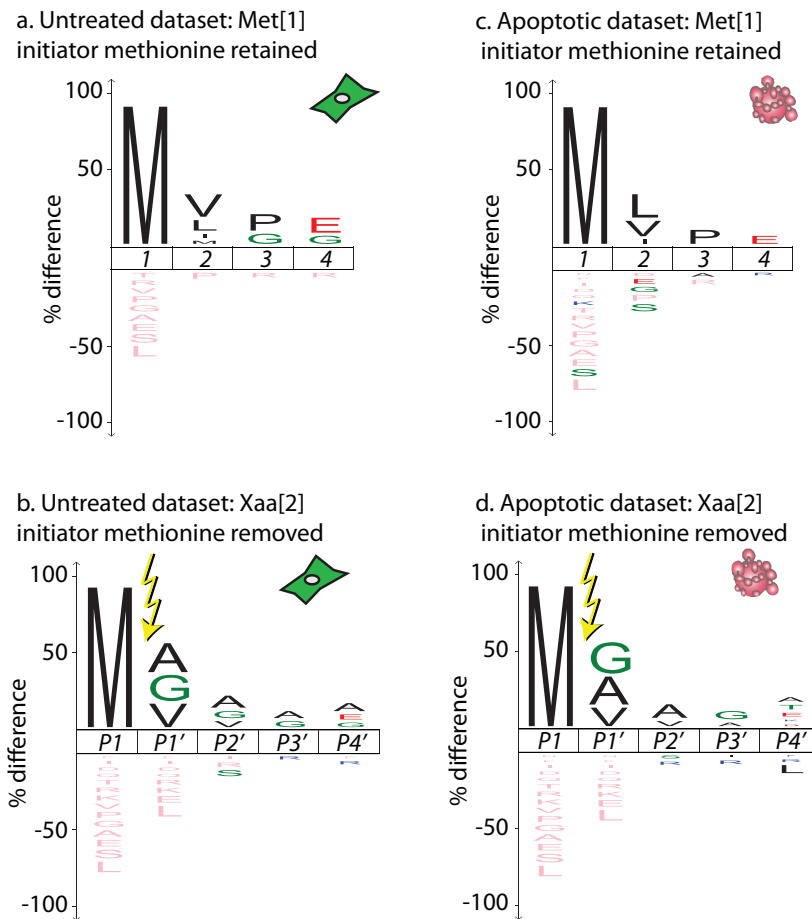 a. Untreated dataset: Met[1]
initiator methionine retained
100
50
-50
-100
% difference
M
V
L
I
M
P
G
E
G
1 2 3 4
T
R
V
P
G
A
E
S
L
P
R
R
c. Apoptotic dataset: Met[1]
initiator methionine retained
100
50
-50
-100
% difference
M
L
V
I
P
E
1 2 3 4
K
T
R
V
P
G
A
E
S
L
E
G
P
S
A
R
R
b. Untreated dataset: Xaa[2]
initiator methionine removed
100
50
-50
-100
% difference
M
A
G
V
A
G
V
A
G
A
E
G
P1 P1' P2' P3' P4'
T
R
K
V
P
G
A
E
S
L
R
K
E
L
R
S
R
R
d. Apoptotic dataset: Xaa[2]
initiator methionine removed
100
50
-50
-100
% difference
M
G
A
V
A
V
G
A
A
T
E
K
P1 P1' P2' P3' P4'
T
R
K
V
P
G
A
E
S
L
R
K
E
L
S
R
R
R
L